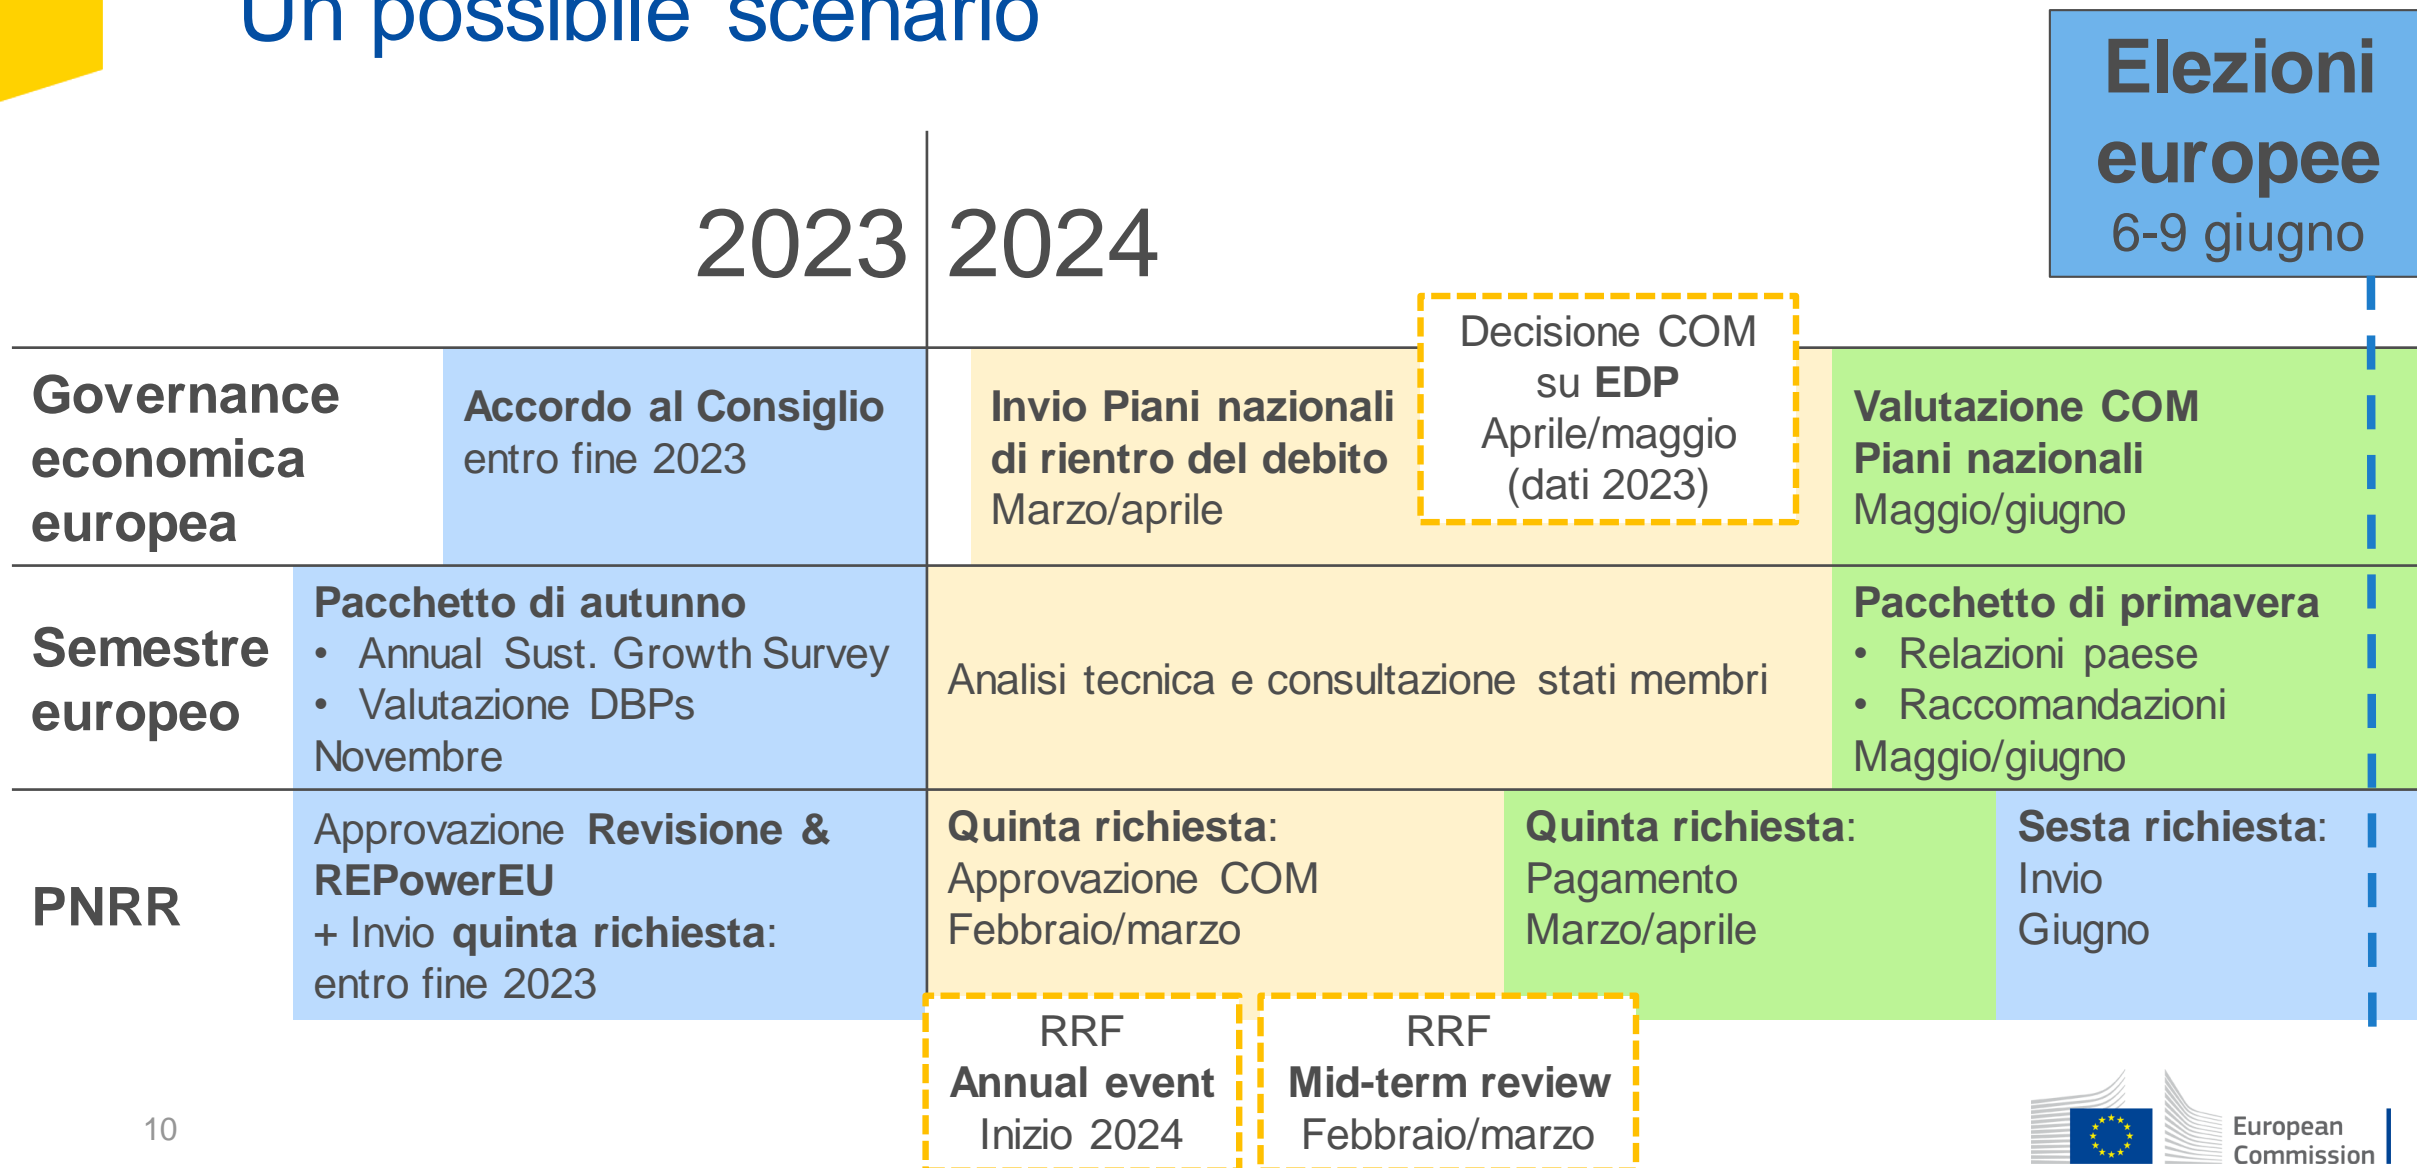 Un possibile scenario
Elezioni
europee
6-9 giugno
2023
2024
Governance
economica
europea
Accordo al Consiglio
entro fine 2023
Invio Piani nazionali
di rientro del debito
Marzo/aprile
Decisione COM
su EDP
Aprile/maggio
(dati 2023)
Valutazione COM
Piani nazionali
Maggio/giugno
Semestre
europeo
Pacchetto di autunno
• Annual Sust. Growth Survey
• Valutazione DBPs
Novembre
Analisi tecnica e consultazione stati membri
Pacchetto di primavera
• Relazioni paese
• Raccomandazioni
Maggio/giugno
PNRR
Approvazione Revisione &
REPowerEU
+ Invio quinta richiesta:
entro fine 2023
Quinta richiesta:
Approvazione COM
Febbraio/marzo
Quinta richiesta:
Pagamento
Marzo/aprile
Sesta richiesta:
Invio
Giugno
RRF
Annual event
Inizio 2024
RRF
Mid-term review
Febbraio/marzo
10
European
Commission